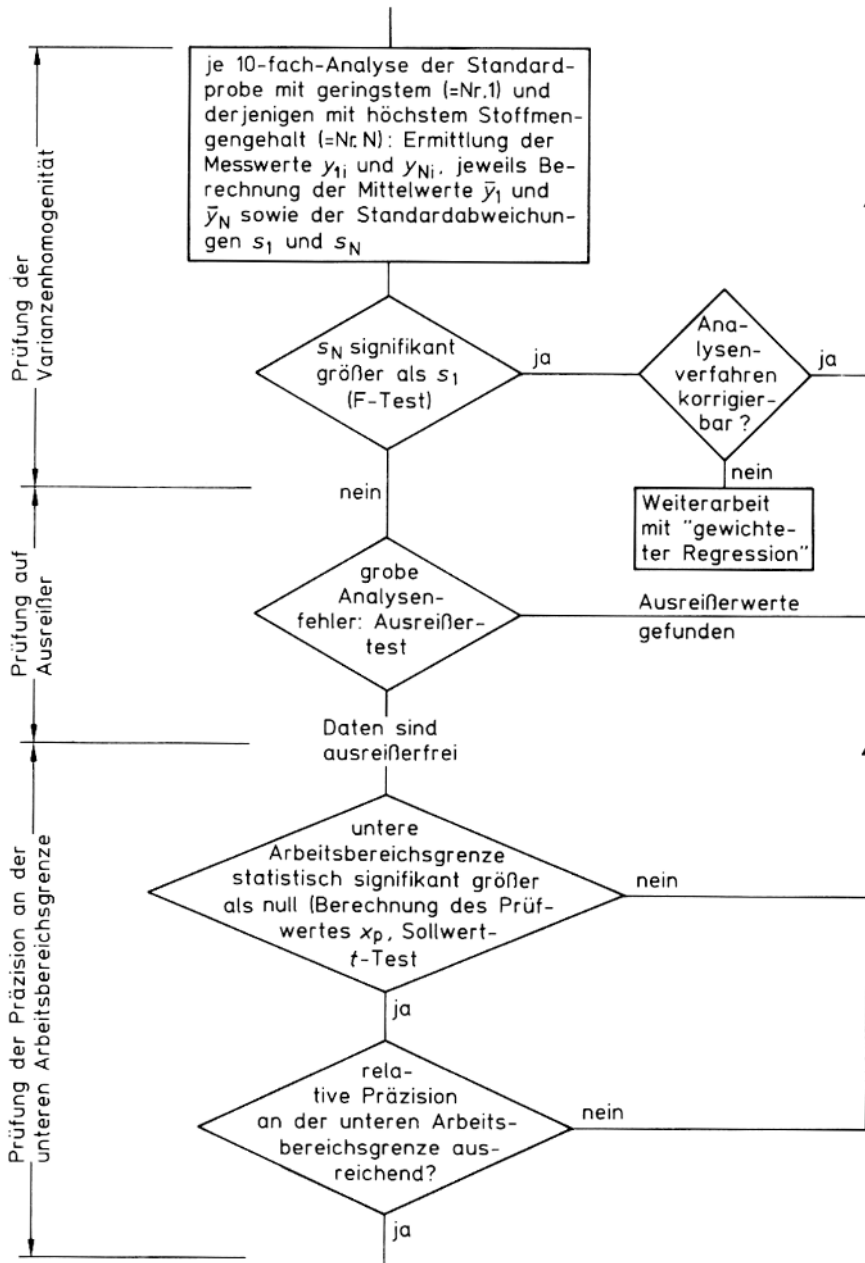 Prüfung der
Varianzenhomogenität
je 10-fach-Analyse der Standard-
probe mit geringstem (=Nr.1) und
derjenigen mit höchstem Stoffmen-
gengehalt (=Nr. N): Ermittlung der
Messwerte y1i und yNi, jeweils Be-
rechnung der Mittelwerte ȳ1 und
ȳN sowie der Standardabweichun-
gen s1 und sN
sN signifikant
größer als s1
(F-Test)
ja
Ana-
lysen-
verfahren
korrigier-
bar ?
ja
nein
nein
Weiterarbeit
mit "gewichte-
ter Regression"
Prüfung auf
Ausreißer
grobe
Analysen-
fehler: Ausreißer-
test
Ausreißerwerte
gefunden
Daten sind
ausreißerfrei
Prüfung der Präzision an der
unteren Arbeitsbereichsgrenze
untere
Arbeitsbereichsgrenze
statistisch signifikant größer
als null (Berechnung des Prüf-
wertes xp, Sollwert-
t-Test
nein
ja
rela-
tive Präzision
an der unteren Arbeits-
bereichsgrenze aus-
reichend?
nein
ja